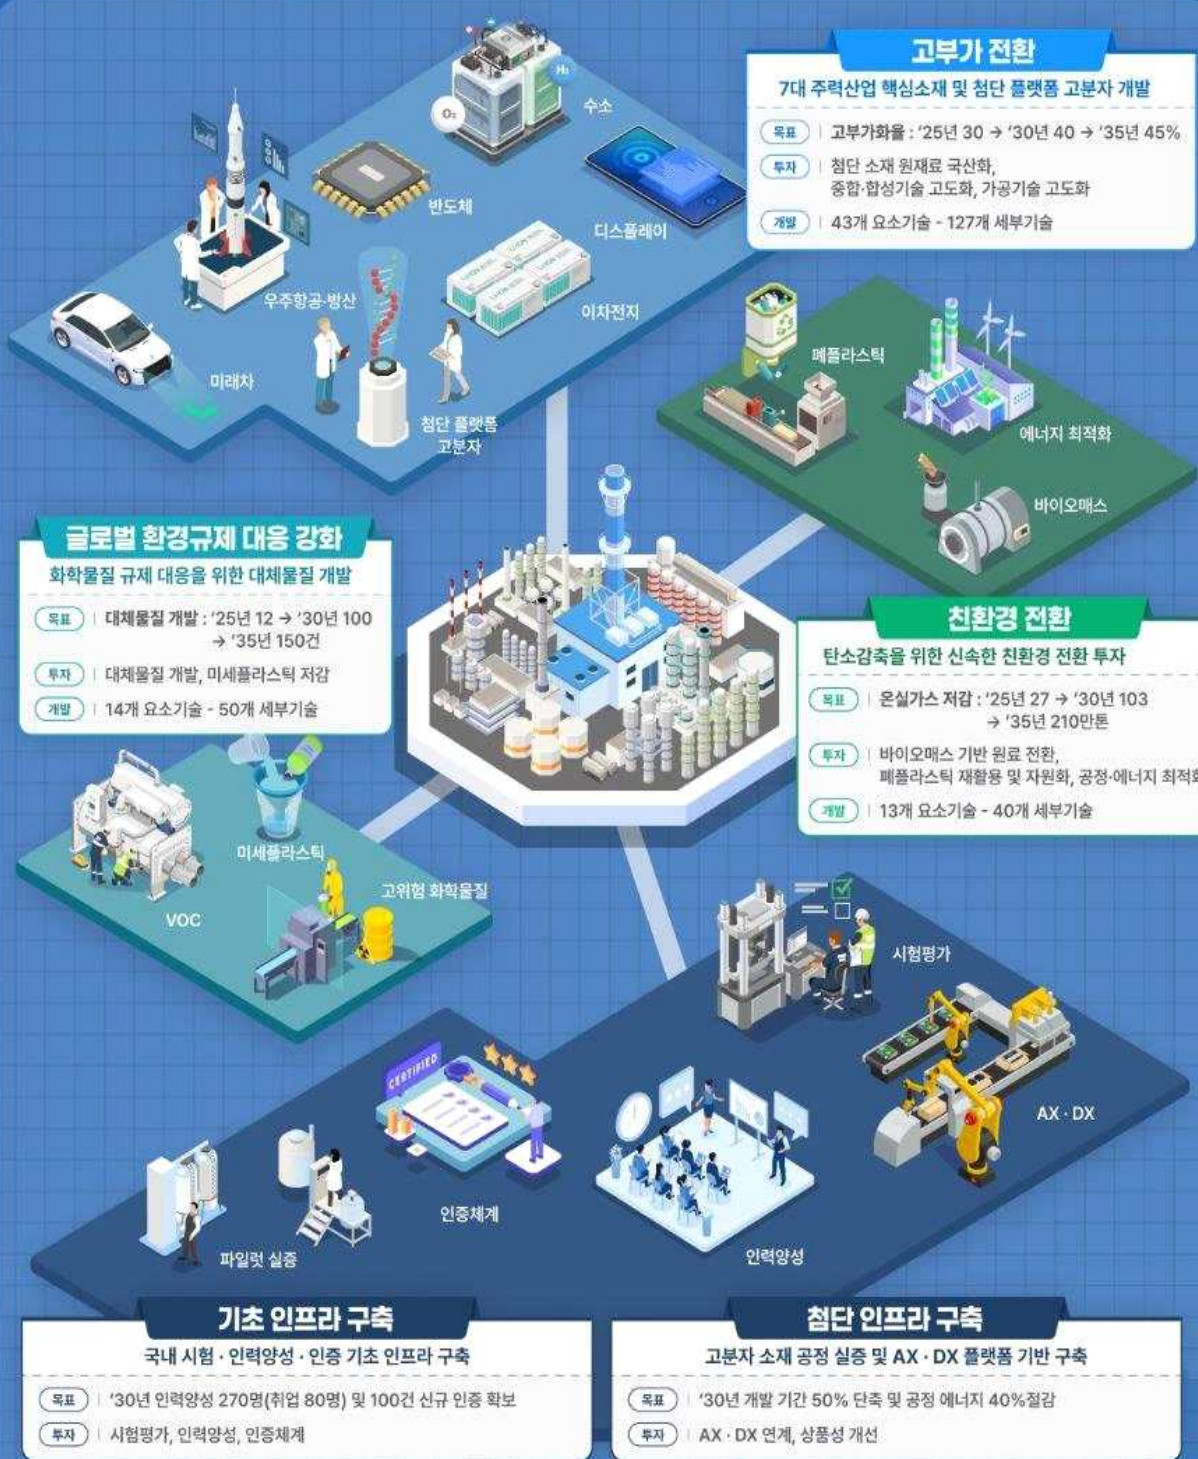 고부가 전환
7대 주력산업 핵심소재 및 첨단 플랫폼 고분자 개발
목표 | 고부가화율 : ‘25년 30 → ‘30년 40 → ‘35년 45%
투자 | 첨단 소재 원재료 국산화,
중합·합성기술 고도화, 가공기술 고도화
개발 | 43개 요소기술 - 127개 세부기술
H₂
O₂
수소
반도체
디스플레이
우주항공·방산
이차전지
미래차
첨단 플랫폼
고분자
폐플라스틱
에너지 최적화
바이오매스
글로벌 환경규제 대응 강화
화학물질 규제 대응을 위한 대체물질 개발
목표 | 대체물질 개발 : ‘25년 12 → ‘30년 100
→ ‘35년 150건
투자 | 대체물질 개발, 미세플라스틱 저감
개발 | 14개 요소기술 - 50개 세부기술
친환경 전환
탄소감축을 위한 신속한 친환경 전환 투자
목표 | 온실가스 저감 : ‘25년 27 → ‘30년 103
→ ‘35년 210만톤
투자 | 바이오매스 기반 원료 전환,
폐플라스틱 재활용 및 자원화, 공정·에너지 최적화
개발 | 13개 요소기술 - 40개 세부기술
미세플라스틱
고위험 화학물질
VOC
시험평가
CERTIFIED
AX · DX
인증체계
파일럿 실증
인력양성
기초 인프라 구축
국내 시험 · 인력양성 · 인증 기초 인프라 구축
목표 | ‘30년 인력양성 270명(취업 80명) 및 100건 신규 인증 확보
투자 | 시험평가, 인력양성, 인증체계
첨단 인프라 구축
고분자 소재 공정 실증 및 AX · DX 플랫폼 기반 구축
목표 | ‘30년 개발 기간 50% 단축 및 공정 에너지 40%절감
투자 | AX · DX 연계, 상품성 개선